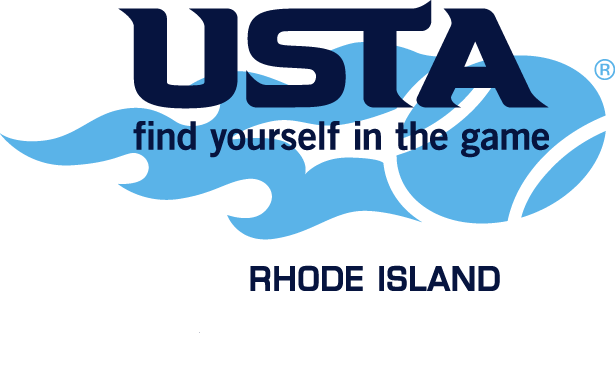 USTA
®
find yourself in the game
RHODE ISLAND